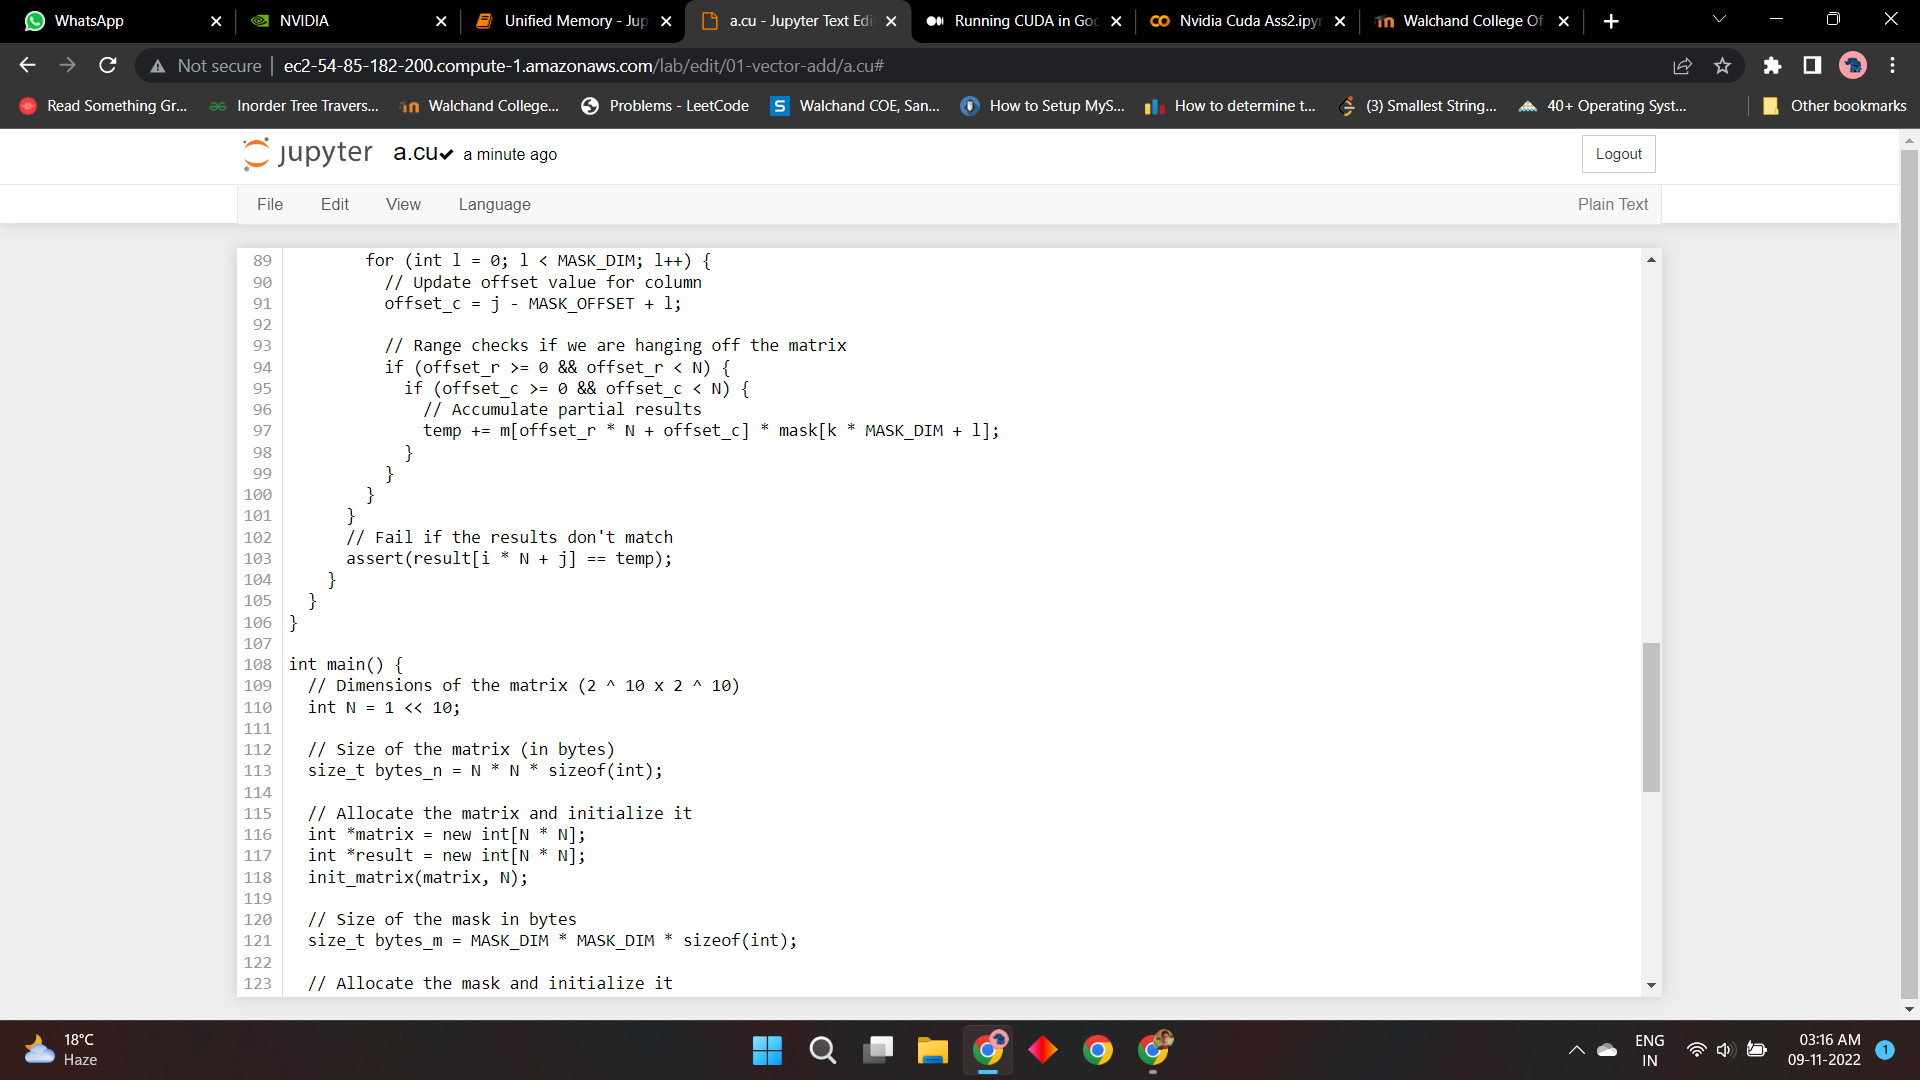 WhatsApp
NVIDIA
Unified Memory - Jup
a.cu - Jupyter Text Edi
Running CUDA in Goo
Nvidia Cuda Ass2.ipyn
Walchand College Of
Not secure | ec2-54-85-182-200.compute-1.amazonaws.com/lab/edit/01-vector-add/a.cu#
Read Something Gr...
Inorder Tree Travers...
Walchand College...
Problems - LeetCode
Walchand COE, San...
How to Setup MyS...
How to determine t...
(3) Smallest String...
40+ Operating Syst...
Other bookmarks
jupyter a.cu a minute ago
Logout
File Edit View Language
Plain Text
89         for (int l = 0; l < MASK_DIM; l++) {
90           // Update offset value for column
91           offset_c = j - MASK_OFFSET + l;
92
93           // Range checks if we are hanging off the matrix
94           if (offset_r >= 0 && offset_r < N) {
95             if (offset_c >= 0 && offset_c < N) {
96               // Accumulate partial results
97               temp += m[offset_r * N + offset_c] * mask[k * MASK_DIM + l];
98             }
99           }
100         }
101       }
102       // Fail if the results don't match
103       assert(result[i * N + j] == temp);
104     }
105   }
106 }
107
108 int main() {
109   // Dimensions of the matrix (2 ^ 10 x 2 ^ 10)
110   int N = 1 << 10;
111
112   // Size of the matrix (in bytes)
113   size_t bytes_n = N * N * sizeof(int);
114
115   // Allocate the matrix and initialize it
116   int *matrix = new int[N * N];
117   int *result = new int[N * N];
118   init_matrix(matrix, N);
119
120   // Size of the mask in bytes
121   size_t bytes_m = MASK_DIM * MASK_DIM * sizeof(int);
122
123   // Allocate the mask and initialize it
18°C
Haze
ENG
IN
03:16 AM
09-11-2022
1